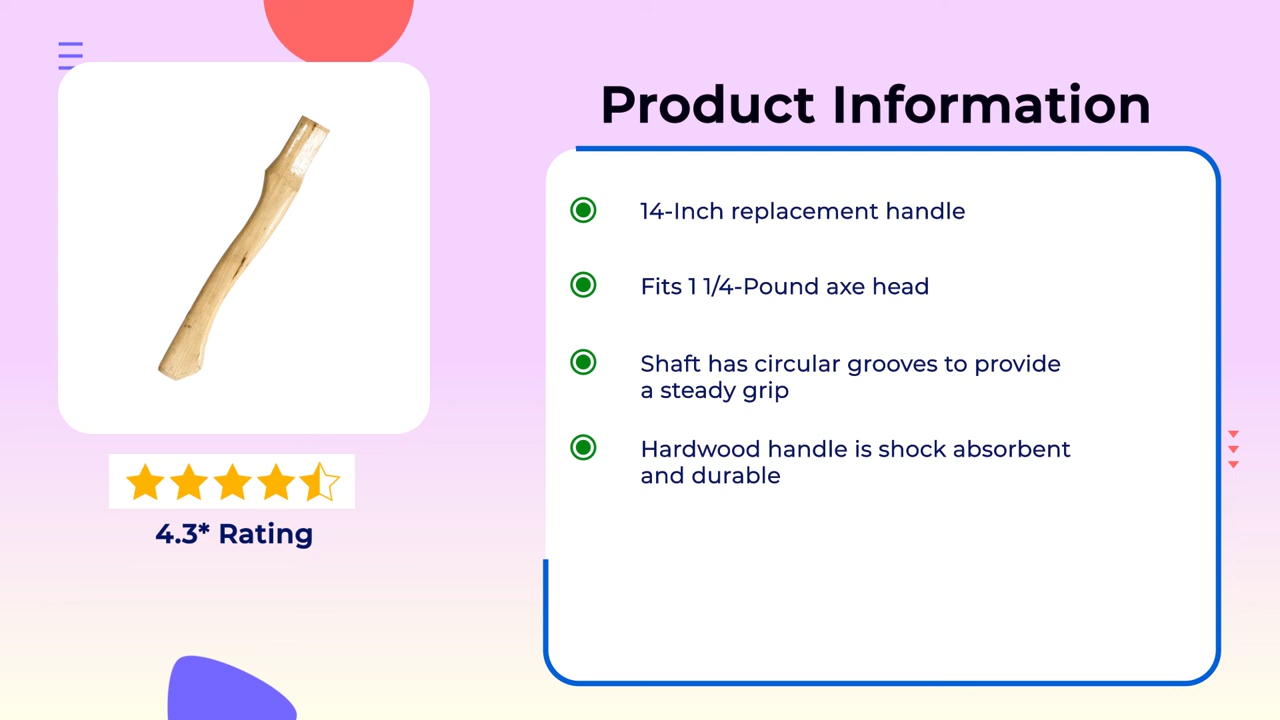 Product Information
14-Inch replacement handle
Fits 1 1/4-Pound axe head
Shaft has circular grooves to provide
a steady grip
Hardwood handle is shock absorbent
and durable
4.3* Rating